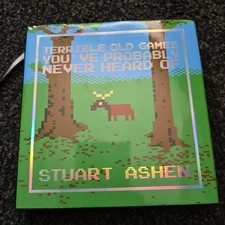 TERRIBLE OLD GAMES
YOU'VE PROBABLY
NEVER HEARD OF
STUART ASHEN